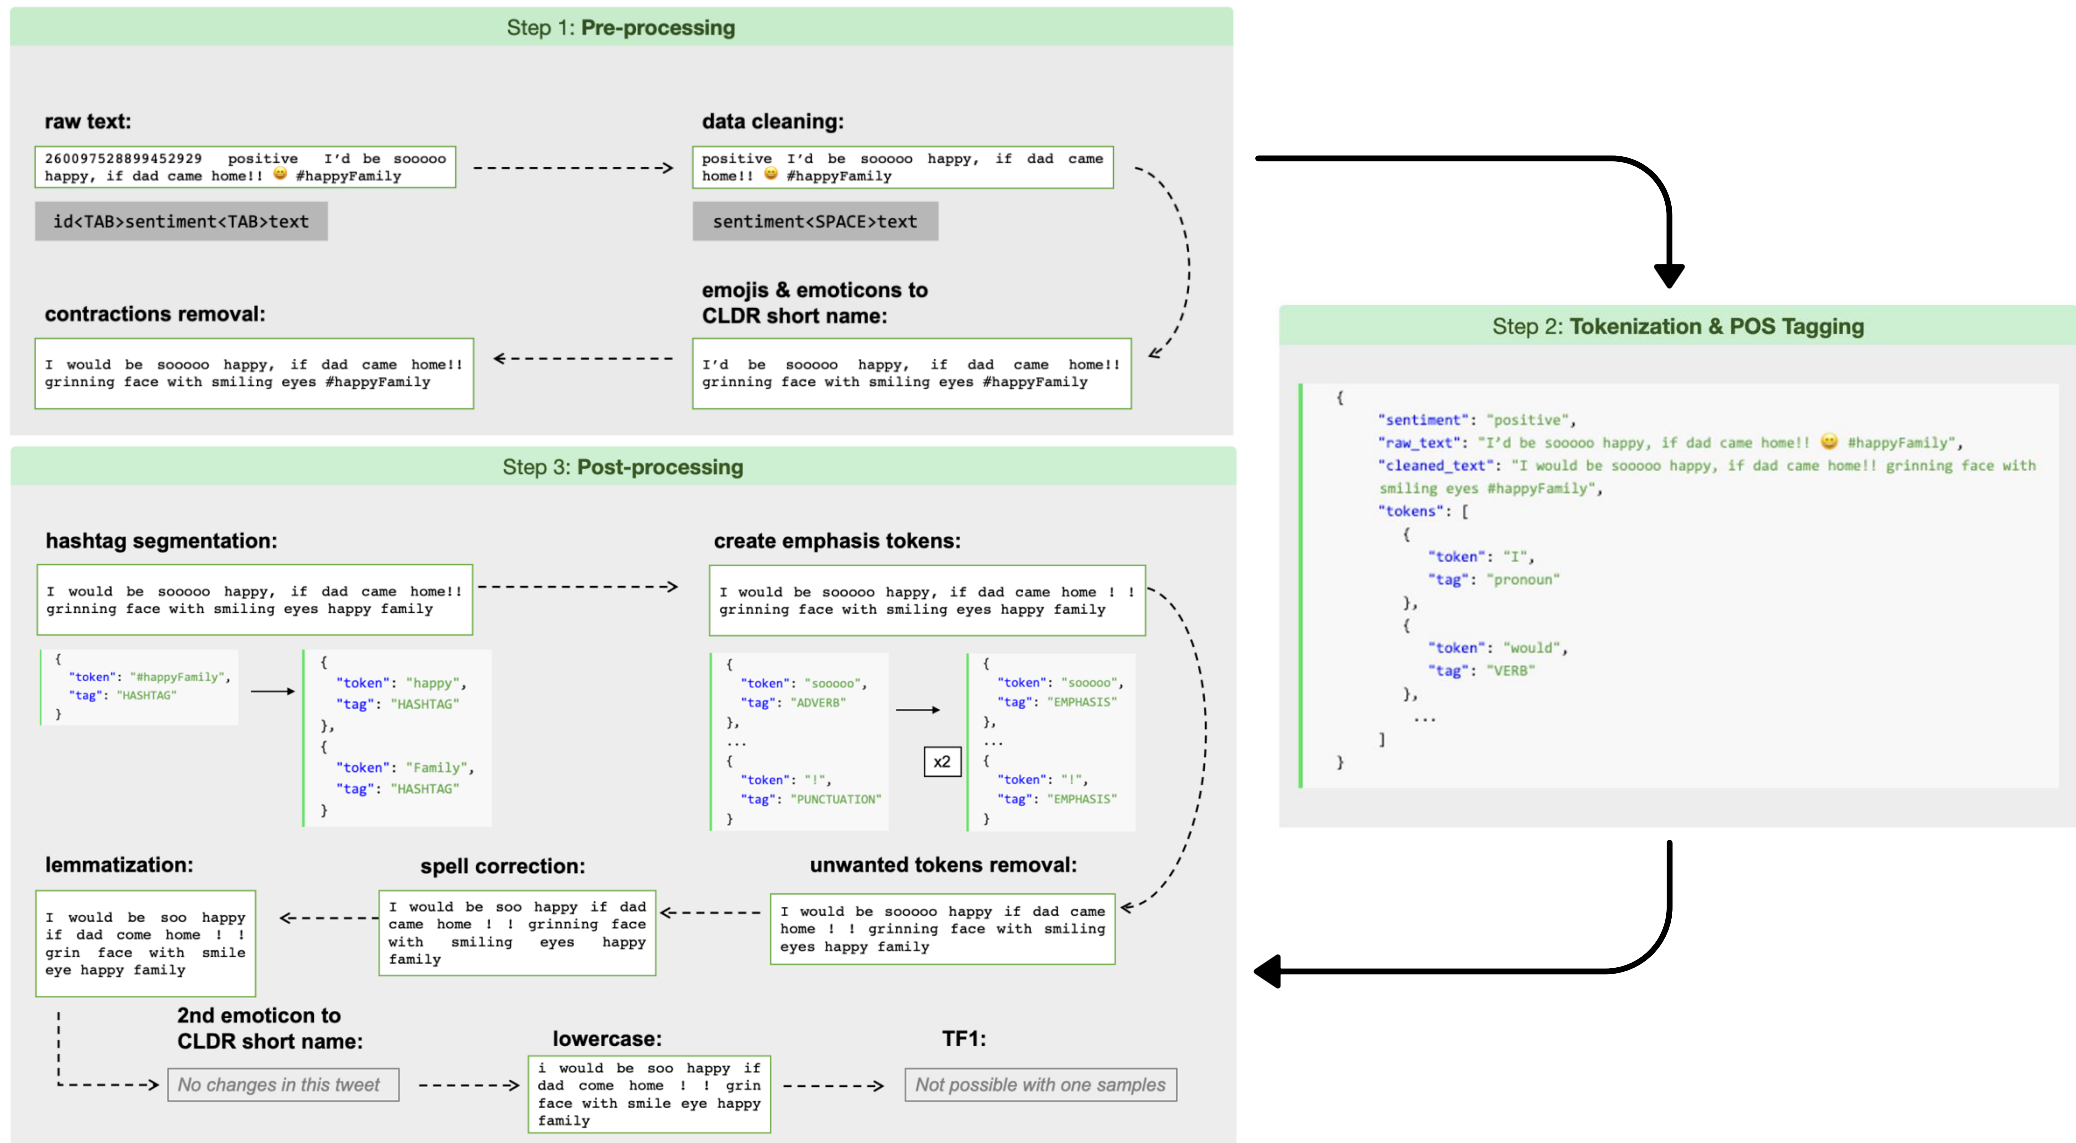 Step 1: Pre-processing
raw text:
260097528899452929 positive I’d be sooooo
happy, if dad came home!! 😄 #happyFamily
id<TAB>sentiment<TAB>text
data cleaning:
positive I’d be sooooo happy, if dad came
home!! 😄 #happyFamily
sentiment<SPACE>text
emojis & emoticons to
CLDR short name:
I’d be sooooo happy, if dad came home!!
grinning face with smiling eyes #happyFamily
contractions removal:
I would be sooooo happy, if dad came home!!
grinning face with smiling eyes #happyFamily
Step 2: Tokenization & POS Tagging
{
"sentiment": "positive",
"raw_text": "I’d be sooooo happy, if dad came home!! 😄 #happyFamily",
"cleaned_text": "I would be sooooo happy, if dad came home!! grinning face with
smiling eyes #happyFamily",
"tokens": [
{
"token": "I",
"tag": "pronoun"
},
{
"token": "would",
"tag": "VERB"
},
...
]
}
Step 3: Post-processing
hashtag segmentation:
I would be sooooo happy, if dad came home!!
grinning face with smiling eyes happy family
{
"token": "#happyFamily",
"tag": "HASHTAG"
}
{
"token": "happy",
"tag": "HASHTAG"
},
{
"token": "Family",
"tag": "HASHTAG"
}
create emphasis tokens:
I would be sooooo happy, if dad came home ! !
grinning face with smiling eyes happy family
{
"token": "sooooo",
"tag": "ADVERB"
},
...
{
"token": "!",
"tag": "PUNCTUATION"
}
x2
{
"token": "sooooo",
"tag": "EMPHASIS"
},
...
{
"token": "!",
"tag": "EMPHASIS"
}
unwanted tokens removal:
I would be sooooo happy if dad came
home ! ! grinning face with smiling
eyes happy family
spell correction:
I would be soo happy if dad
came home ! ! grinning face
with smiling eyes happy
family
lemmatization:
I would be soo happy
if dad come home ! !
grin face with smile
eye happy family
2nd emoticon to
CLDR short name:
No changes in this tweet
lowercase:
i would be soo happy if
dad come home ! ! grin
face with smile eye happy
family
TF1:
Not possible with one samples